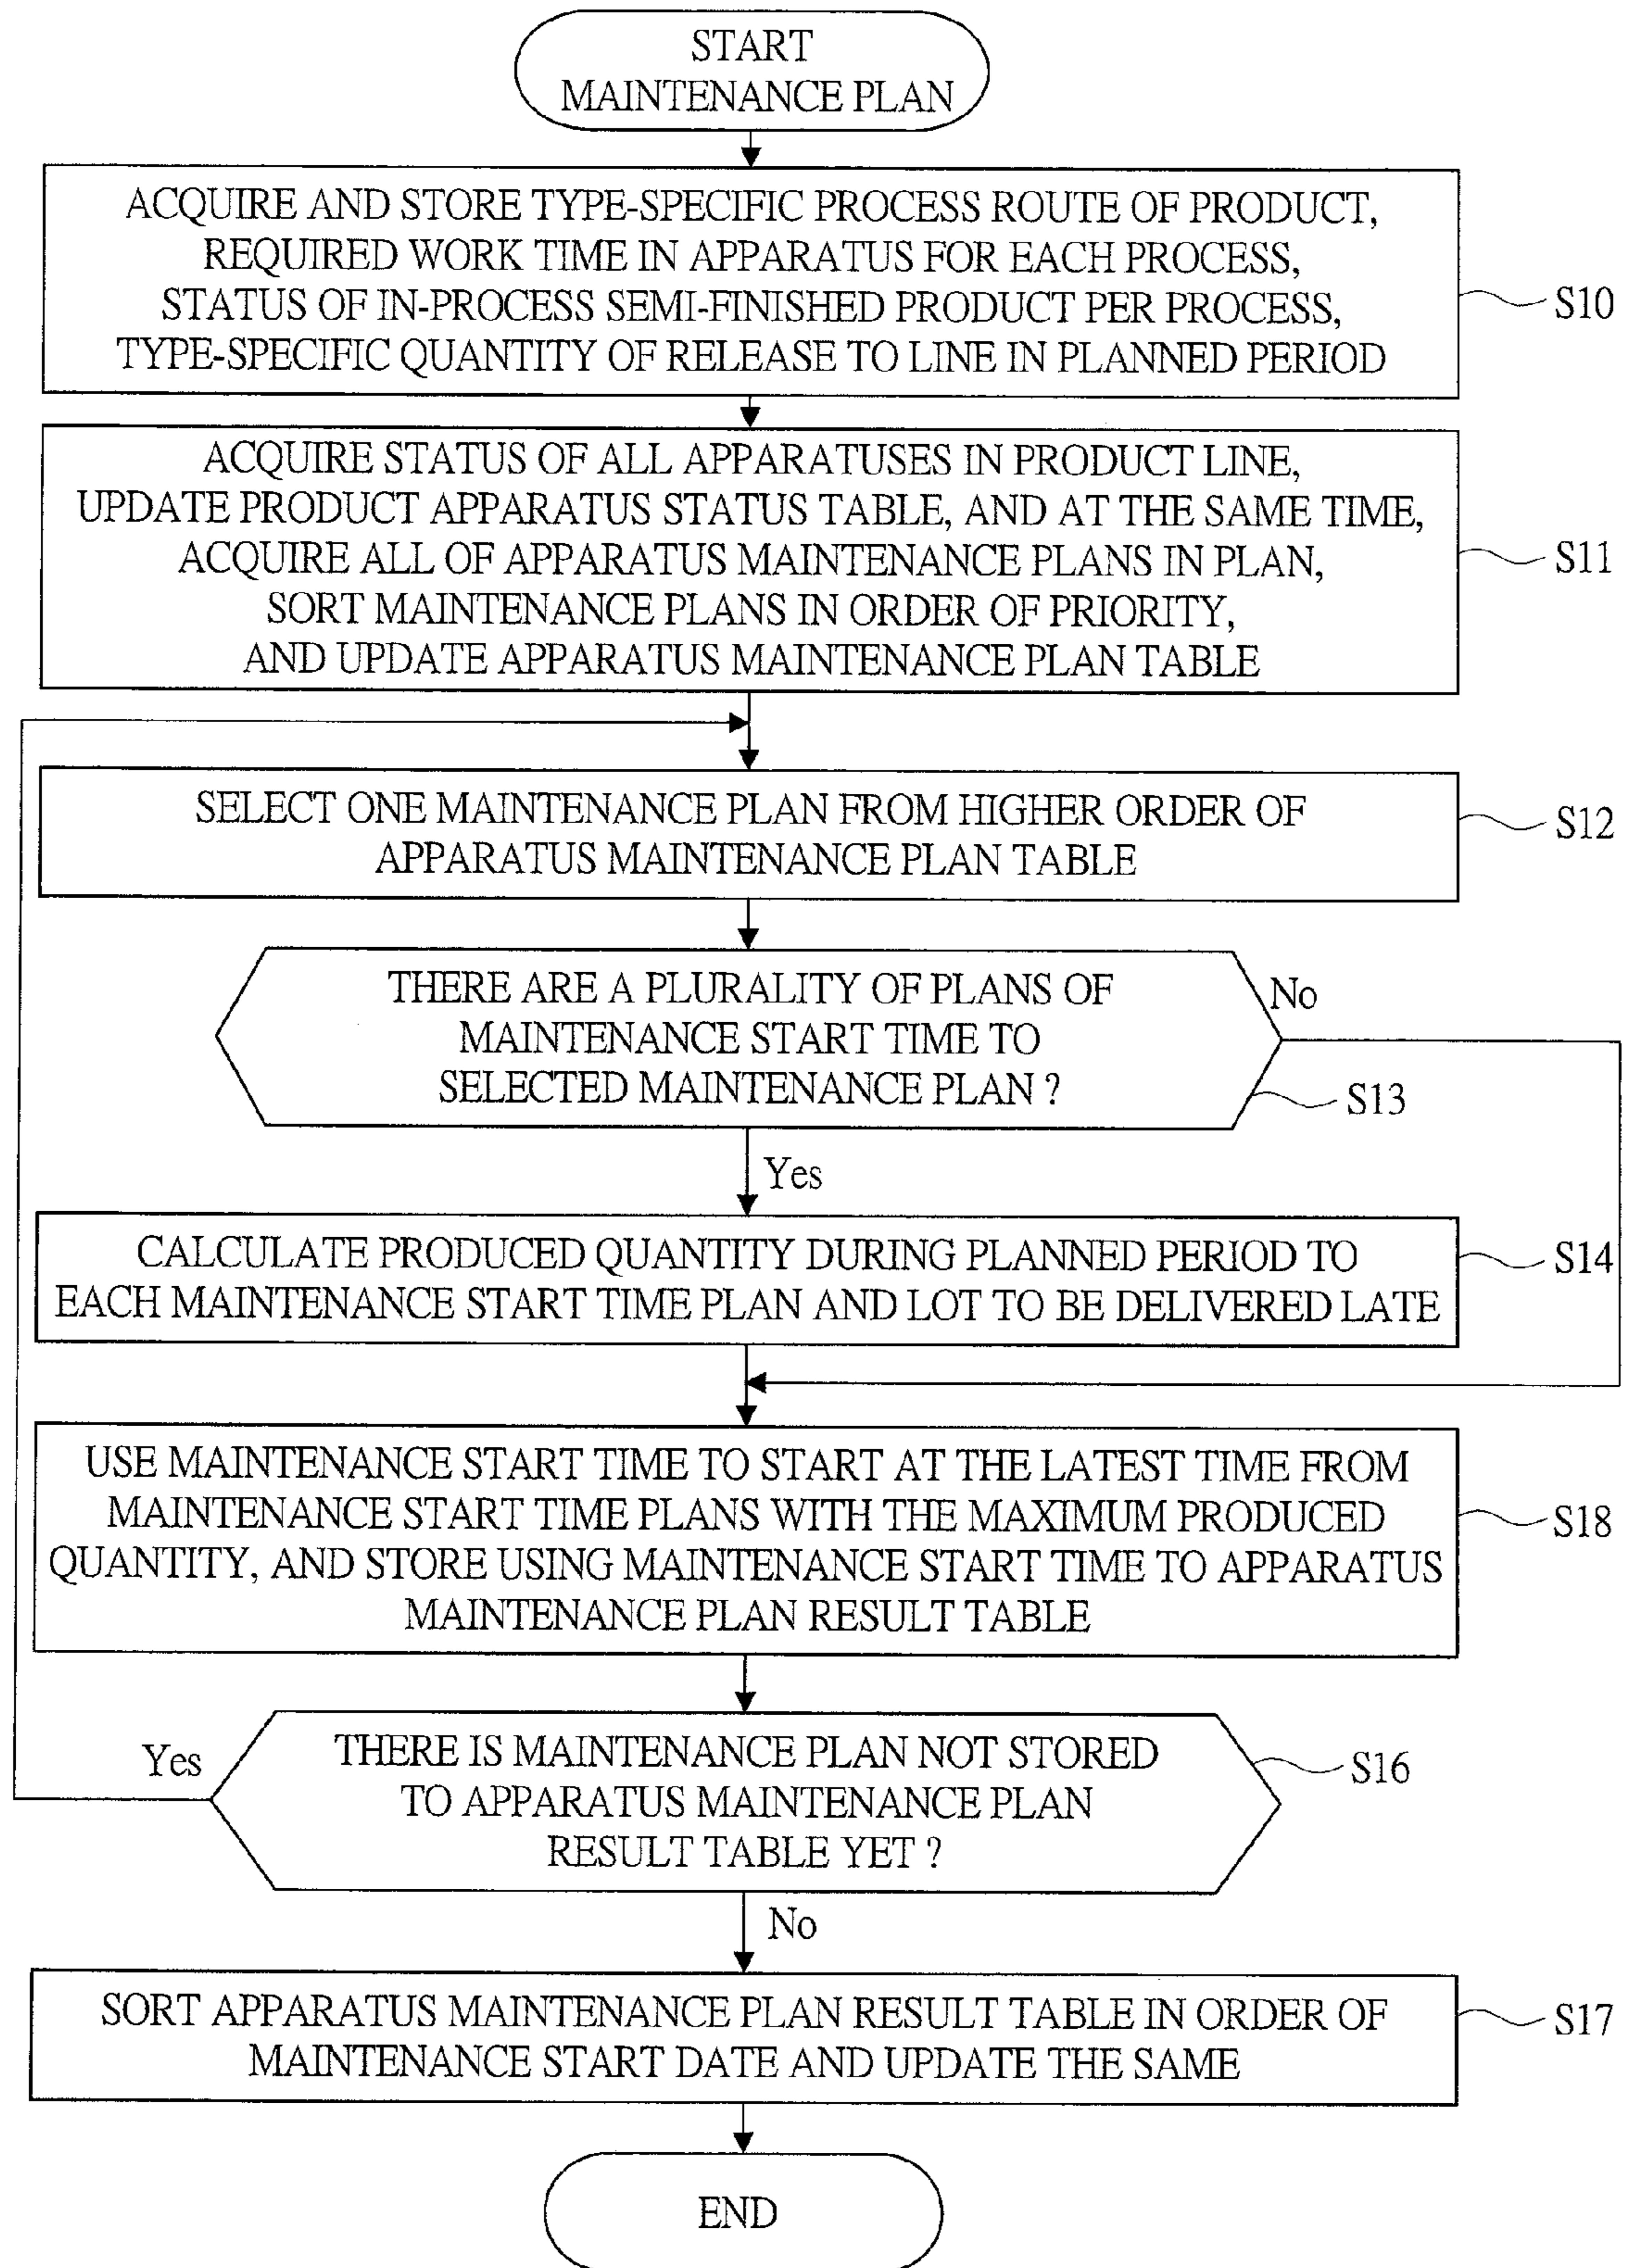 START
MAINTENANCE PLAN
ACQUIRE AND STORE TYPE-SPECIFIC PROCESS ROUTE OF PRODUCT,
REQUIRED WORK TIME IN APPARATUS FOR EACH PROCESS,
STATUS OF IN-PROCESS SEMI-FINISHED PRODUCT PER PROCESS,
TYPE-SPECIFIC QUANTITY OF RELEASE TO LINE IN PLANNED PERIOD
S10
ACQUIRE STATUS OF ALL APPARATUSES IN PRODUCT LINE,
UPDATE PRODUCT APPARATUS STATUS TABLE, AND AT THE SAME TIME,
ACQUIRE ALL OF APPARATUS MAINTENANCE PLANS IN PLAN,
SORT MAINTENANCE PLANS IN ORDER OF PRIORITY,
AND UPDATE APPARATUS MAINTENANCE PLAN TABLE
S11
SELECT ONE MAINTENANCE PLAN FROM HIGHER ORDER OF
APPARATUS MAINTENANCE PLAN TABLE
S12
THERE ARE A PLURALITY OF PLANS OF
MAINTENANCE START TIME TO
SELECTED MAINTENANCE PLAN ?
No
S13
Yes
CALCULATE PRODUCED QUANTITY DURING PLANNED PERIOD TO
EACH MAINTENANCE START TIME PLAN AND LOT TO BE DELIVERED LATE
S14
USE MAINTENANCE START TIME TO START AT THE LATEST TIME FROM
MAINTENANCE START TIME PLANS WITH THE MAXIMUM PRODUCED
QUANTITY, AND STORE USING MAINTENANCE START TIME TO APPARATUS
MAINTENANCE PLAN RESULT TABLE
S18
Yes
THERE IS MAINTENANCE PLAN NOT STORED
TO APPARATUS MAINTENANCE PLAN
RESULT TABLE YET ?
S16
No
SORT APPARATUS MAINTENANCE PLAN RESULT TABLE IN ORDER OF
MAINTENANCE START DATE AND UPDATE THE SAME
S17
END